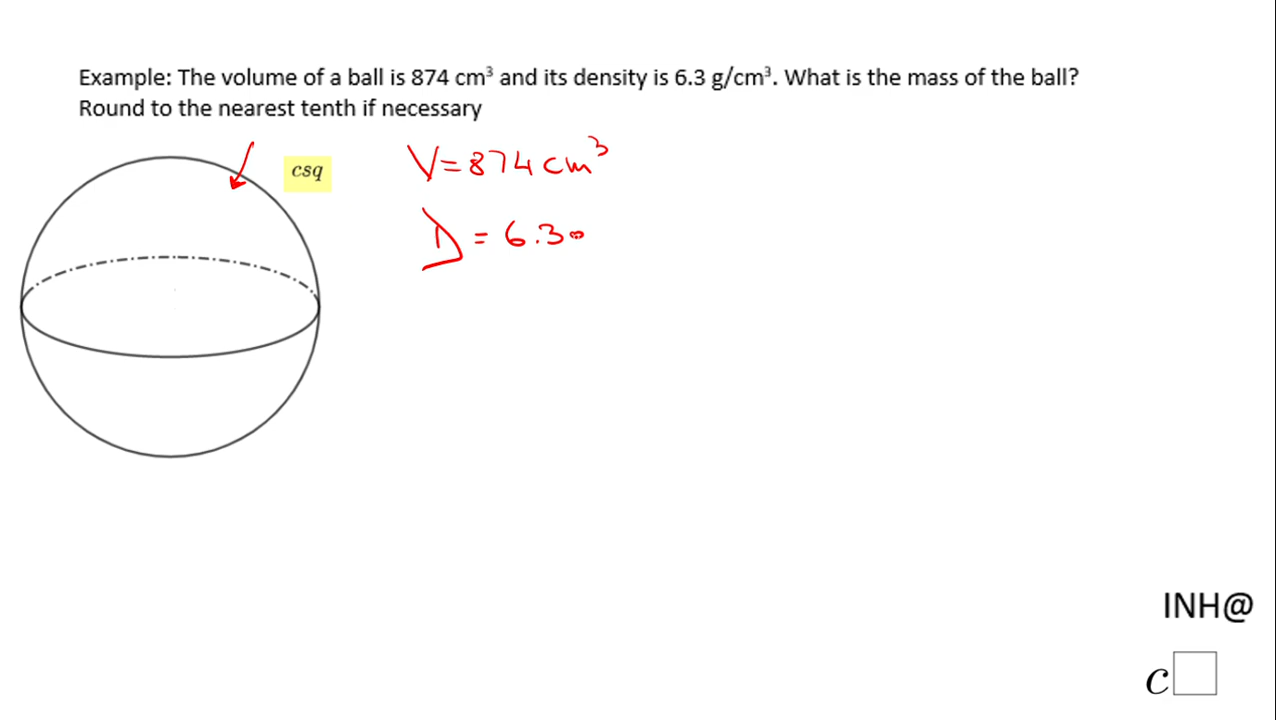 Example: The volume of a ball is 874 cm³ and its density is 6.3 g/cm³. What is the mass of the ball?
Round to the nearest tenth if necessary
csq
V=874 cm³
D = 6.3
INH@
c